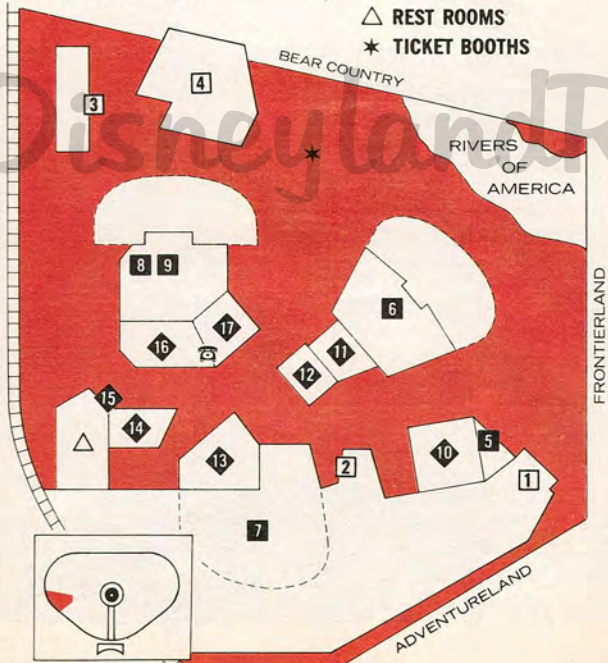 △ REST ROOMS
✶ TICKET BOOTHS
BEAR COUNTRY
3
4
DisneylandR
RIVERS
OF
AMERICA
8 9
6
17
16
11
12
FRONTIERLAND
15
14
13
2
10
5
1
7
ADVENTURELAND